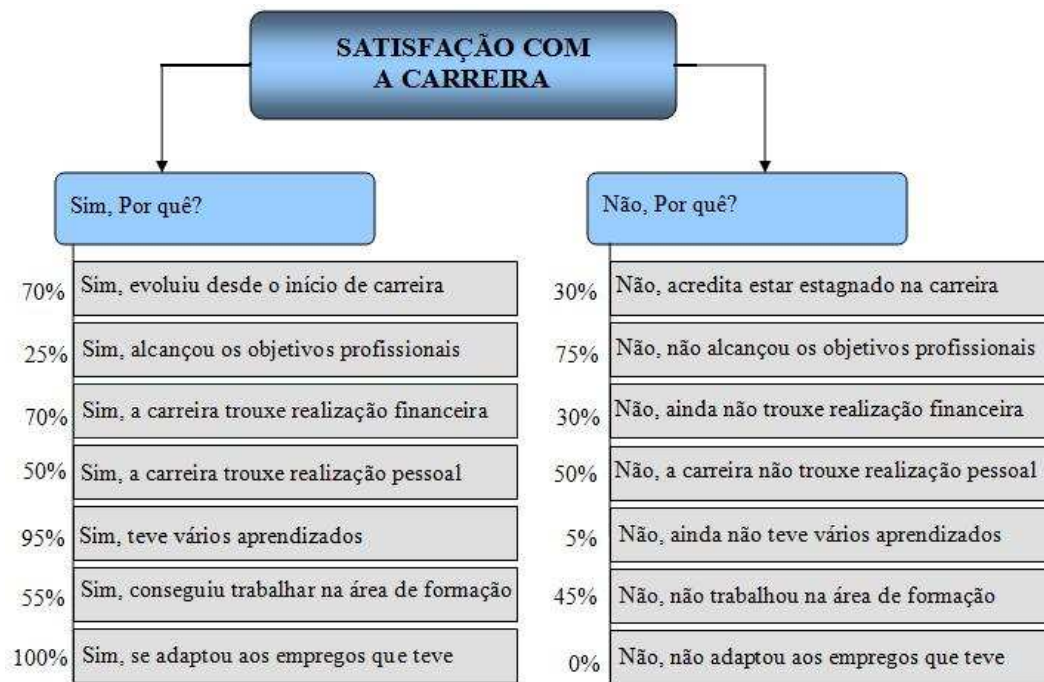 SATISFAÇÃO COM
A CARREIRA
Sim, Por quê?
Não, Por quê?
70% Sim, evoluiu desde o início de carreira
30% Não, acredita estar estagnado na carreira
25% Sim, alcançou os objetivos profissionais
75% Não, não alcançou os objetivos profissionais
70% Sim, a carreira trouxe realização financeira
30% Não, ainda não trouxe realização financeira
50% Sim, a carreira trouxe realização pessoal
50% Não, a carreira não trouxe realização pessoal
95% Sim, teve vários aprendizados
5% Não, ainda não teve vários aprendizados
55% Sim, conseguiu trabalhar na área de formação
45% Não, não trabalhou na área de formação
100% Sim, se adaptou aos empregos que teve
0% Não, não adaptou aos empregos que teve